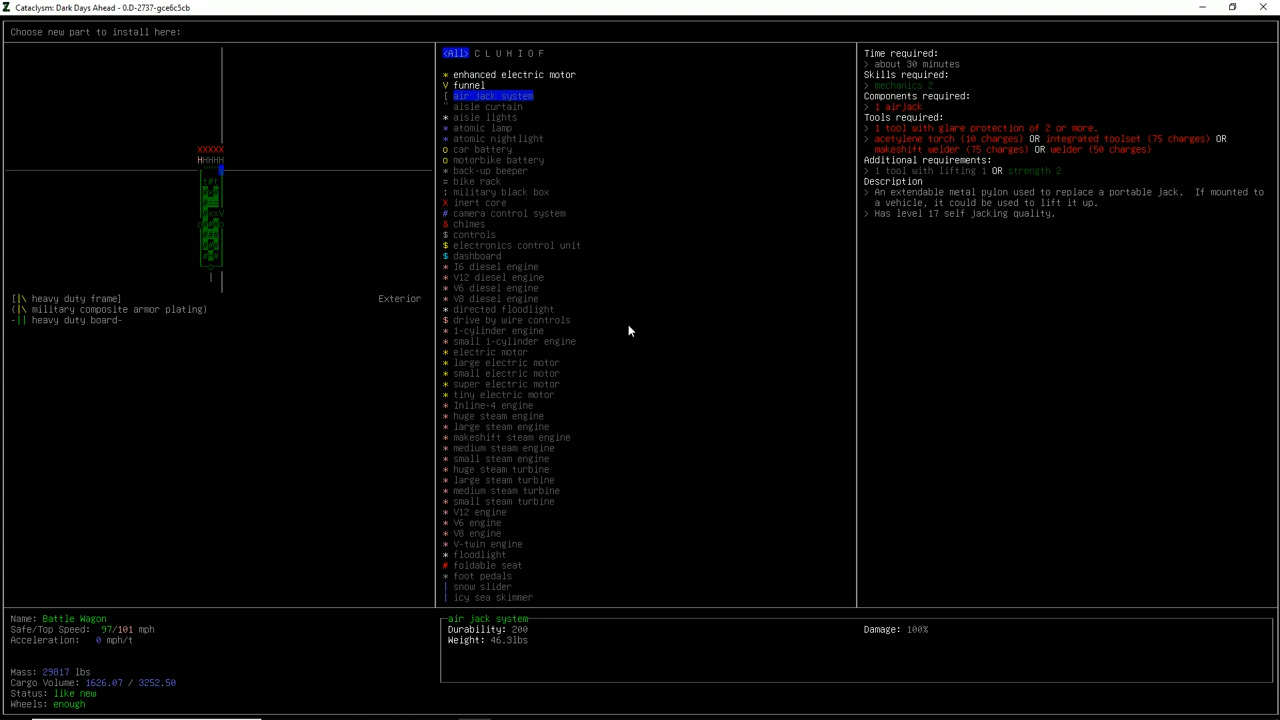 Cataclysm: Dark Days Ahead - 0.D-2737-gce6c5cb
Choose new part to install here:
<All> C L U H I O F
* enhanced electric motor
V funnel
[ air jack system
" aisle curtain
* aisle lights
* atomic lamp
* atomic nightlight
o car battery
o motorbike battery
* back-up beeper
= bike rack
; military black box
X inert core
# camera control system
& chimes
$ controls
$ electronics control unit
$ dashboard
* I6 diesel engine
* V12 diesel engine
* V6 diesel engine
* V8 diesel engine
* directed floodlight
$ drive by wire controls
* 1-cylinder engine
* small 1-cylinder engine
* electric motor
* large electric motor
* small electric motor
* super electric motor
* tiny electric motor
* Inline-4 engine
* huge steam engine
* large steam engine
* makeshift steam engine
* medium steam engine
* small steam engine
* huge steam turbine
* large steam turbine
* medium steam turbine
* small steam turbine
* V12 engine
* V6 engine
* V8 engine
* V-twin engine
* floodlight
# foldable seat
* foot pedals
| snow slider
| icy sea skimmer
Time required:
> about 30 minutes
Skills required:
> mechanics 2
Components required:
> 1 airjack
Tools required:
> 1 tool with glare protection of 2 or more.
> acetylene torch (10 charges) OR integrated toolset (75 charges) OR
makeshift welder (75 charges) OR welder (50 charges)
Additional requirements:
> 1 tool with lifting 1 OR strength 2
Description
> An extendable metal pylon used to replace a portable jack. If mounted to
a vehicle, it could be used to lift it up.
> Has level 17 self jacking quality.
XXXXX
HHHHH
[|\ heavy duty frame] Exterior
(|\ military composite armor plating)
-|| heavy duty board-
Name: Battle Wagon
Safe/Top Speed: 97/101 mph
Acceleration: 0 mph/t
Mass: 29817 lbs
Cargo Volume: 1626.07 / 3252.50
Status: like new
Wheels: enough
air jack system
Durability: 200 Damage: 100%
Weight: 46.3lbs